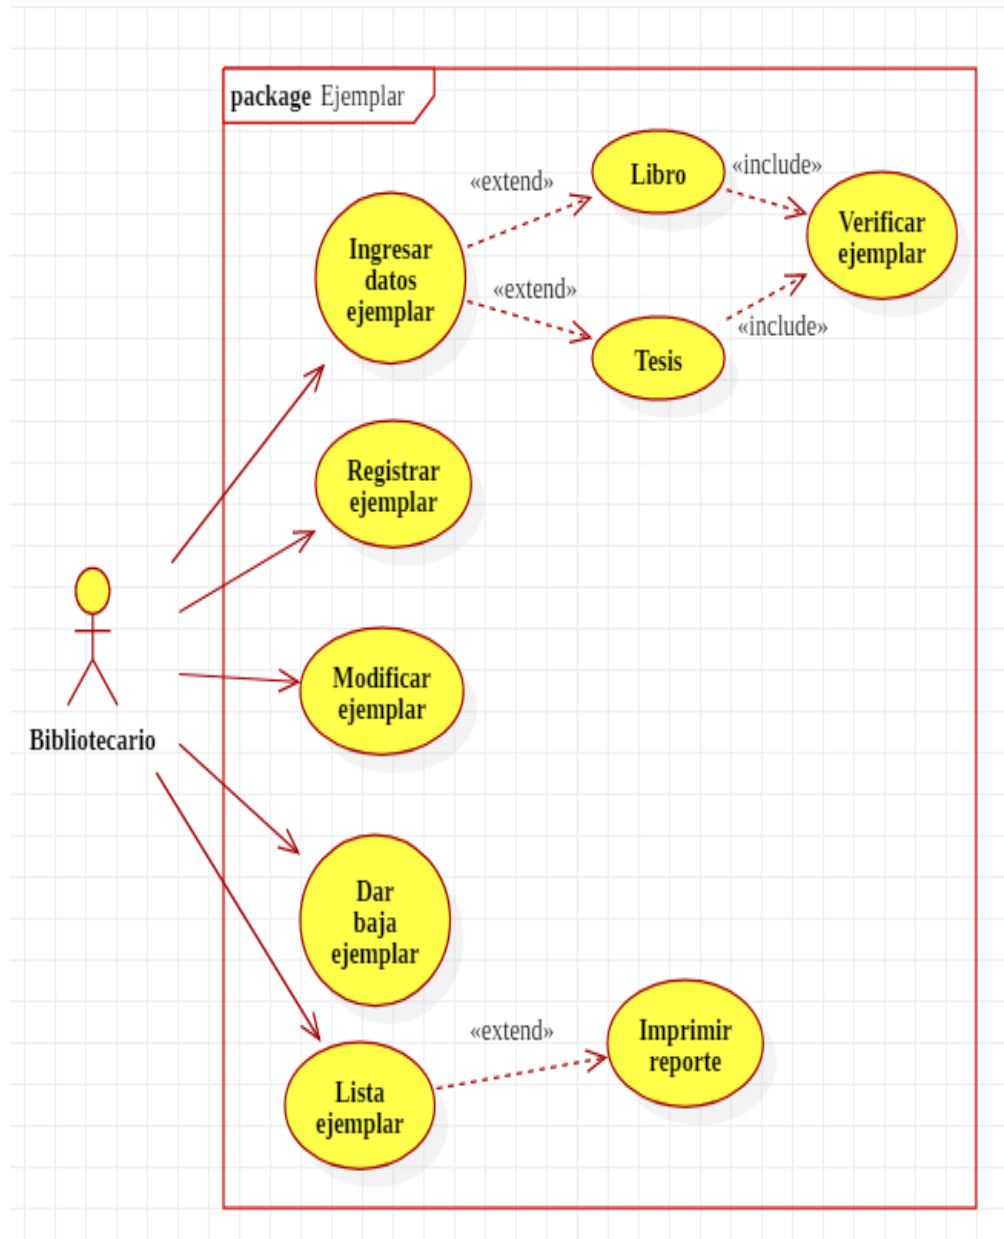 package Ejemplar
«extend»
Libro
«include»
Verificar
ejemplar
Ingresar
datos
ejemplar
«extend»
Tesis
«include»
Registrar
ejemplar
Modificar
ejemplar
Bibliotecario
Dar
baja
ejemplar
«extend»
Imprimir
reporte
Lista
ejemplar